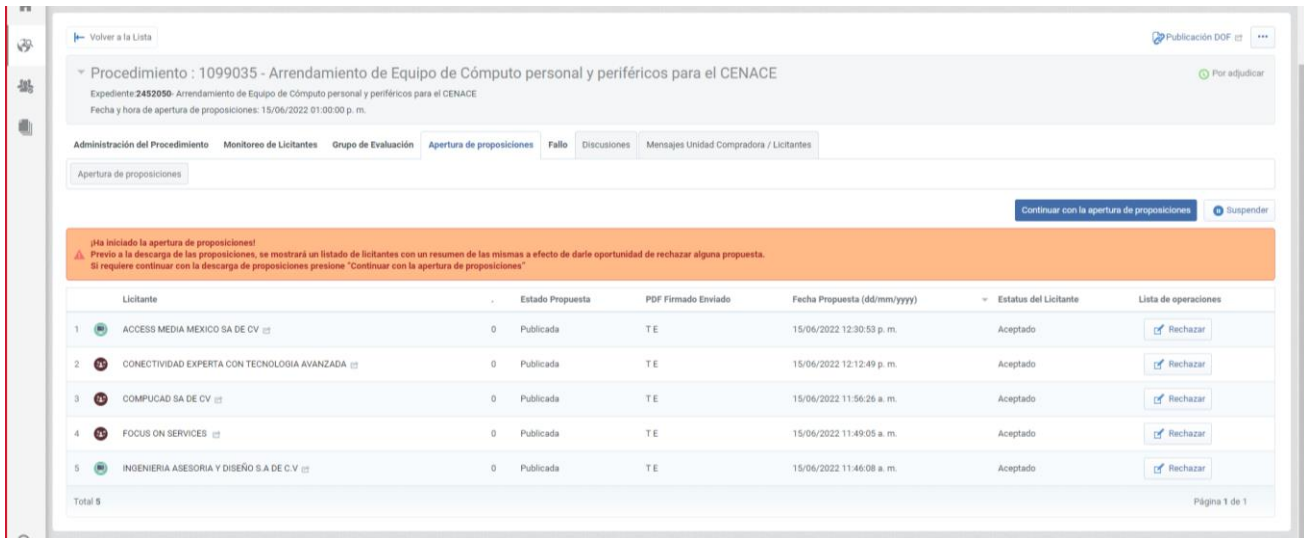 Volver a la Lista
Publicación DOF
Procedimiento : 1099035 - Arrendamiento de Equipo de Cómputo personal y periféricos para el CENACE
Por adjudicar
Expediente:2452050- Arrendamiento de Equipo de Cómputo personal y periféricos para el CENACE
Fecha y hora de apertura de proposiciones: 15/06/2022 01:00:00 p. m.
Administración del Procedimiento Monitoreo de Licitantes Grupo de Evaluación Apertura de proposiciones Fallo Discusiones Mensajes Unidad Compradora / Licitantes
Apertura de proposiciones
Continuar con la apertura de proposiciones Suspender
¡Ha iniciado la apertura de proposiciones!
Previo a la descarga de las proposiciones, se mostrará un listado de licitantes con un resumen de las mismas a efecto de darle oportunidad de rechazar alguna propuesta.
Si requiere continuar con la descarga de proposiciones presione "Continuar con la apertura de proposiciones"
Licitante . Estado Propuesta PDF Firmado Enviado Fecha Propuesta (dd/mm/yyyy) Estatus del Licitante Lista de operaciones
1 ACCESS MEDIA MEXICO SA DE CV 0 Publicada T E 15/06/2022 12:30:53 p. m. Aceptado Rechazar
2 CONECTIVIDAD EXPERTA CON TECNOLOGIA AVANZADA 0 Publicada T E 15/06/2022 12:12:49 p. m. Aceptado Rechazar
3 COMPUCAD SA DE CV 0 Publicada T E 15/06/2022 11:56:26 a. m. Aceptado Rechazar
4 FOCUS ON SERVICES 0 Publicada T E 15/06/2022 11:49:05 a. m. Aceptado Rechazar
5 INGENIERIA ASESORIA Y DISEÑO S.A DE C.V 0 Publicada T E 15/06/2022 11:46:08 a. m. Aceptado Rechazar
Total 5 Página 1 de 1